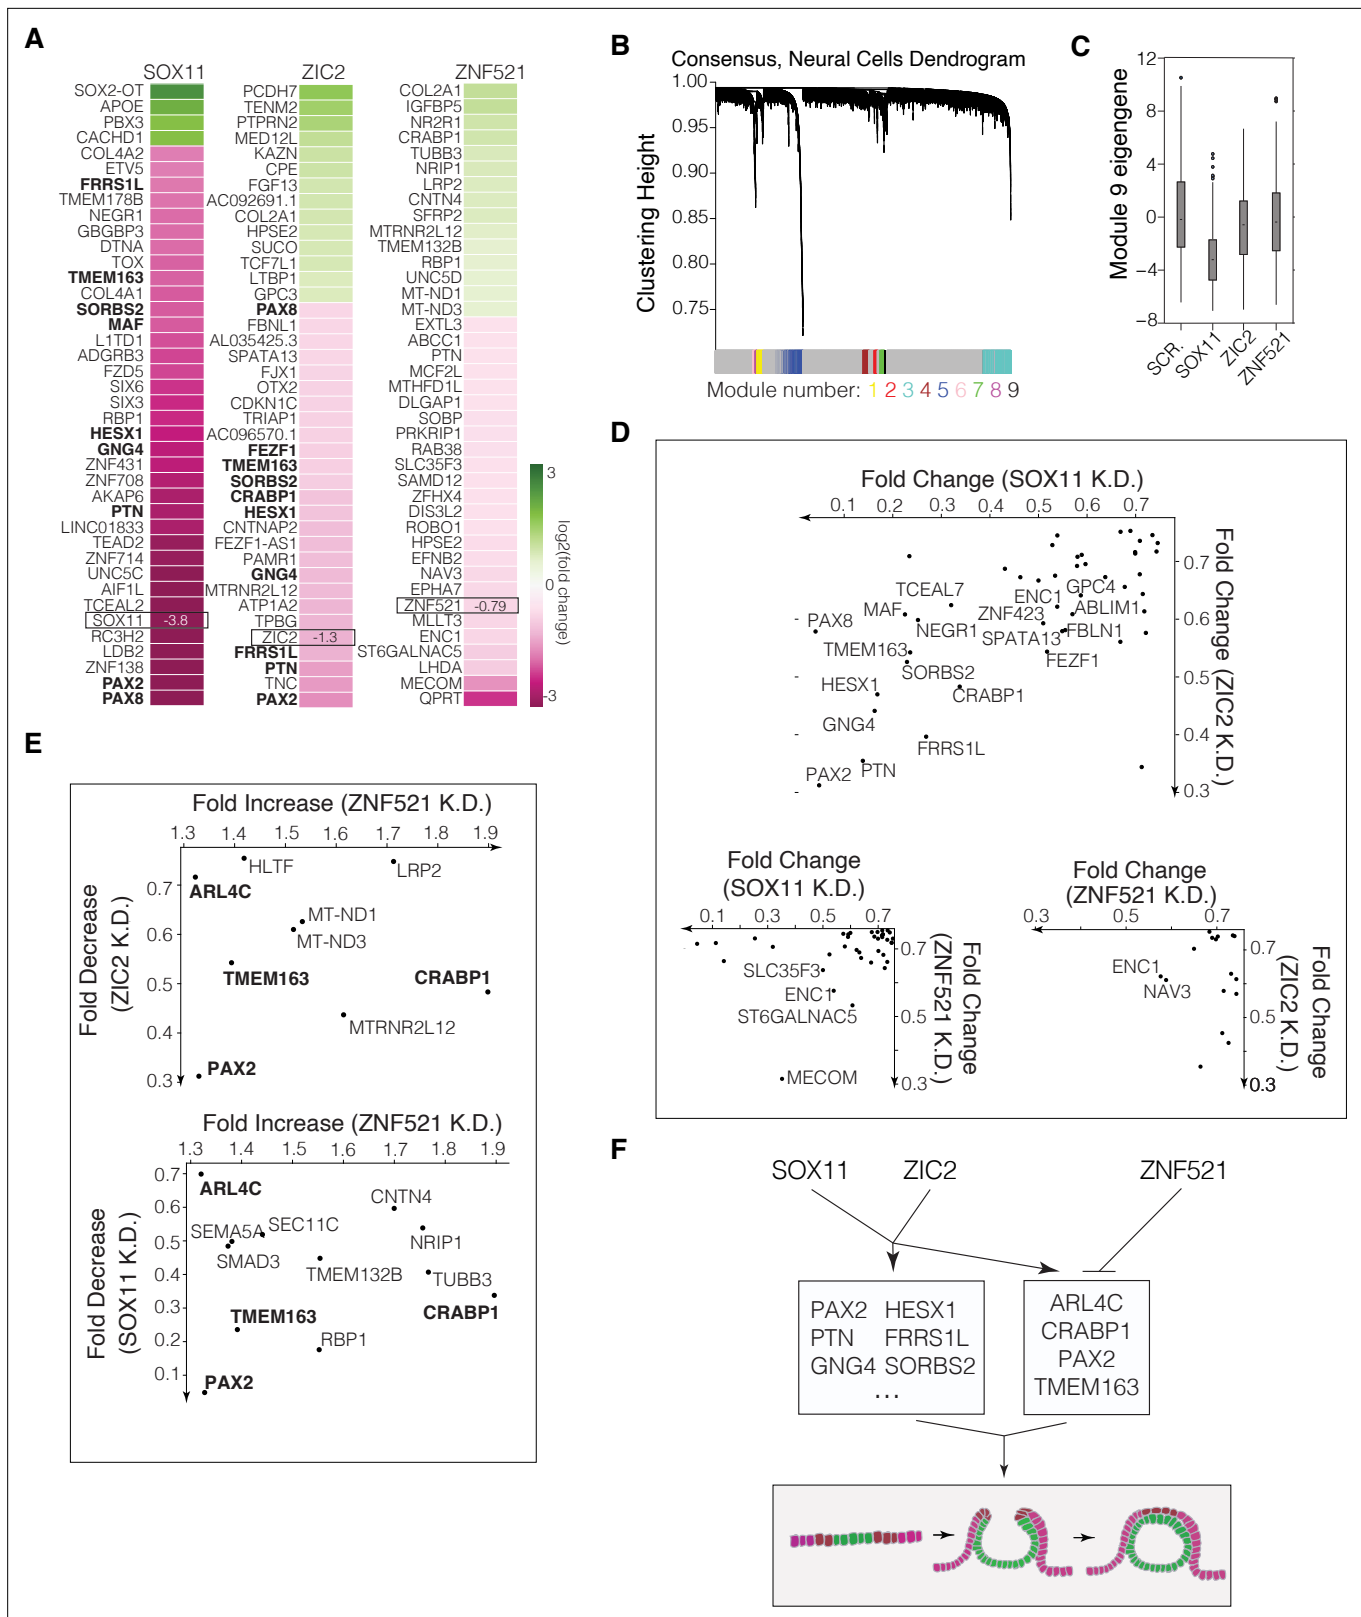 A
SOX11
SOX2-OT
APOE
PBX3
CACHD1
COL4A2
ETV5
FRRS1L
TMEM178B
NEGR1
GBGBP3
DTNA
TOX
TMEM163
COL4A1
SORBS2
MAF
L1TD1
ADGRB3
FZD5
SIX6
SIX3
RBP1
HESX1
GNG4
ZNF431
ZNF708
AKAP6
PTN
LINC01833
TEAD2
ZNF714
UNC5C
AIF1L
TCEAL2
SOX11 -3.8
RC3H2
LDB2
ZNF138
PAX2
PAX8
ZIC2
PCDH7
TENM2
PTPRN2
MED12L
KAZN
CPE
FGF13
AC092691.1
COL2A1
HPSE2
SUCO
TCF7L1
LTBP1
GPC3
PAX8
FBNL1
AL035425.3
SPATA13
FJX1
OTX2
CDKN1C
TRIAP1
AC096570.1
FEZF1
TMEM163
SORBS2
CRABP1
HESX1
CNTNAP2
FEZF1-AS1
PAMR1
GNG4
MTRNR2L12
ATP1A2
TPBG
ZIC2 -1.3
FRRS1L
PTN
TNC
PAX2
ZNF521
COL2A1
IGFBP5
NR2R1
CRABP1
TUBB3
NRIP1
LRP2
CNTN4
SFRP2
MTRNR2L12
TMEM132B
RBP1
UNC5D
MT-ND1
MT-ND3
EXTL3
ABCC1
PTN
MCF2L
MTHFD1L
DLGAP1
SOBP
PRKRIP1
RAB38
SLC35F3
SAMD12
ZFHX4
DIS3L2
ROBO1
HPSE2
EFNB2
NAV3
EPHA7
ZNF521 -0.79
MLLT3
ENC1
ST6GALNAC5
LHDA
MECOM
QPRT
3
0
-3
log2(fold change)
B
Consensus, Neural Cells Dendrogram
Clustering Height
1.00
0.95
0.90
0.85
0.80
0.75
Module number: 1 2 3 4 5 6 7 8 9
C
Module 9 eigengene
12
8
4
0
-4
-8
SCR.
SOX11
ZIC2
ZNF521
D
Fold Change (SOX11 K.D.)
0.1 0.2 0.3 0.4 0.5 0.6 0.7
Fold Change (ZIC2 K.D.)
0.7
0.6
0.5
0.4
0.3
TCEAL7
GPC4
ENC1
MAF
ABLIM1
ZNF423
PAX8
NEGR1
SPATA13
FBLN1
TMEM163
FEZF1
SORBS2
HESX1
CRABP1
GNG4
FRRS1L
PAX2
PTN
Fold Change
(SOX11 K.D.)
0.1 0.3 0.5 0.7
Fold Change
(ZNF521 K.D.)
0.7
0.5
0.3
SLC35F3
ENC1
ST6GALNAC5
MECOM
Fold Change
(ZNF521 K.D.)
0.3 0.5 0.7
Fold Change
(ZIC2 K.D.)
0.7
0.5
0.3
ENC1
NAV3
E
Fold Increase (ZNF521 K.D.)
1.3 1.4 1.5 1.6 1.7 1.8 1.9
Fold Decrease
(ZIC2 K.D.)
0.7
0.6
0.5
0.4
0.3
HLTF
LRP2
ARL4C
MT-ND1
MT-ND3
TMEM163
CRABP1
MTRNR2L12
PAX2
Fold Increase (ZNF521 K.D.)
1.3 1.4 1.5 1.6 1.7 1.8 1.9
Fold Decrease
(SOX11 K.D.)
0.7
0.6
0.5
0.4
0.3
0.2
0.1
ARL4C
CNTN4
SEMA5A
SEC11C
NRIP1
SMAD3
TMEM132B
TUBB3
TMEM163
CRABP1
RBP1
PAX2
F
SOX11 ZIC2 ZNF521
PAX2 HESX1
PTN FRRS1L
GNG4 SORBS2
...
ARL4C
CRABP1
PAX2
TMEM163